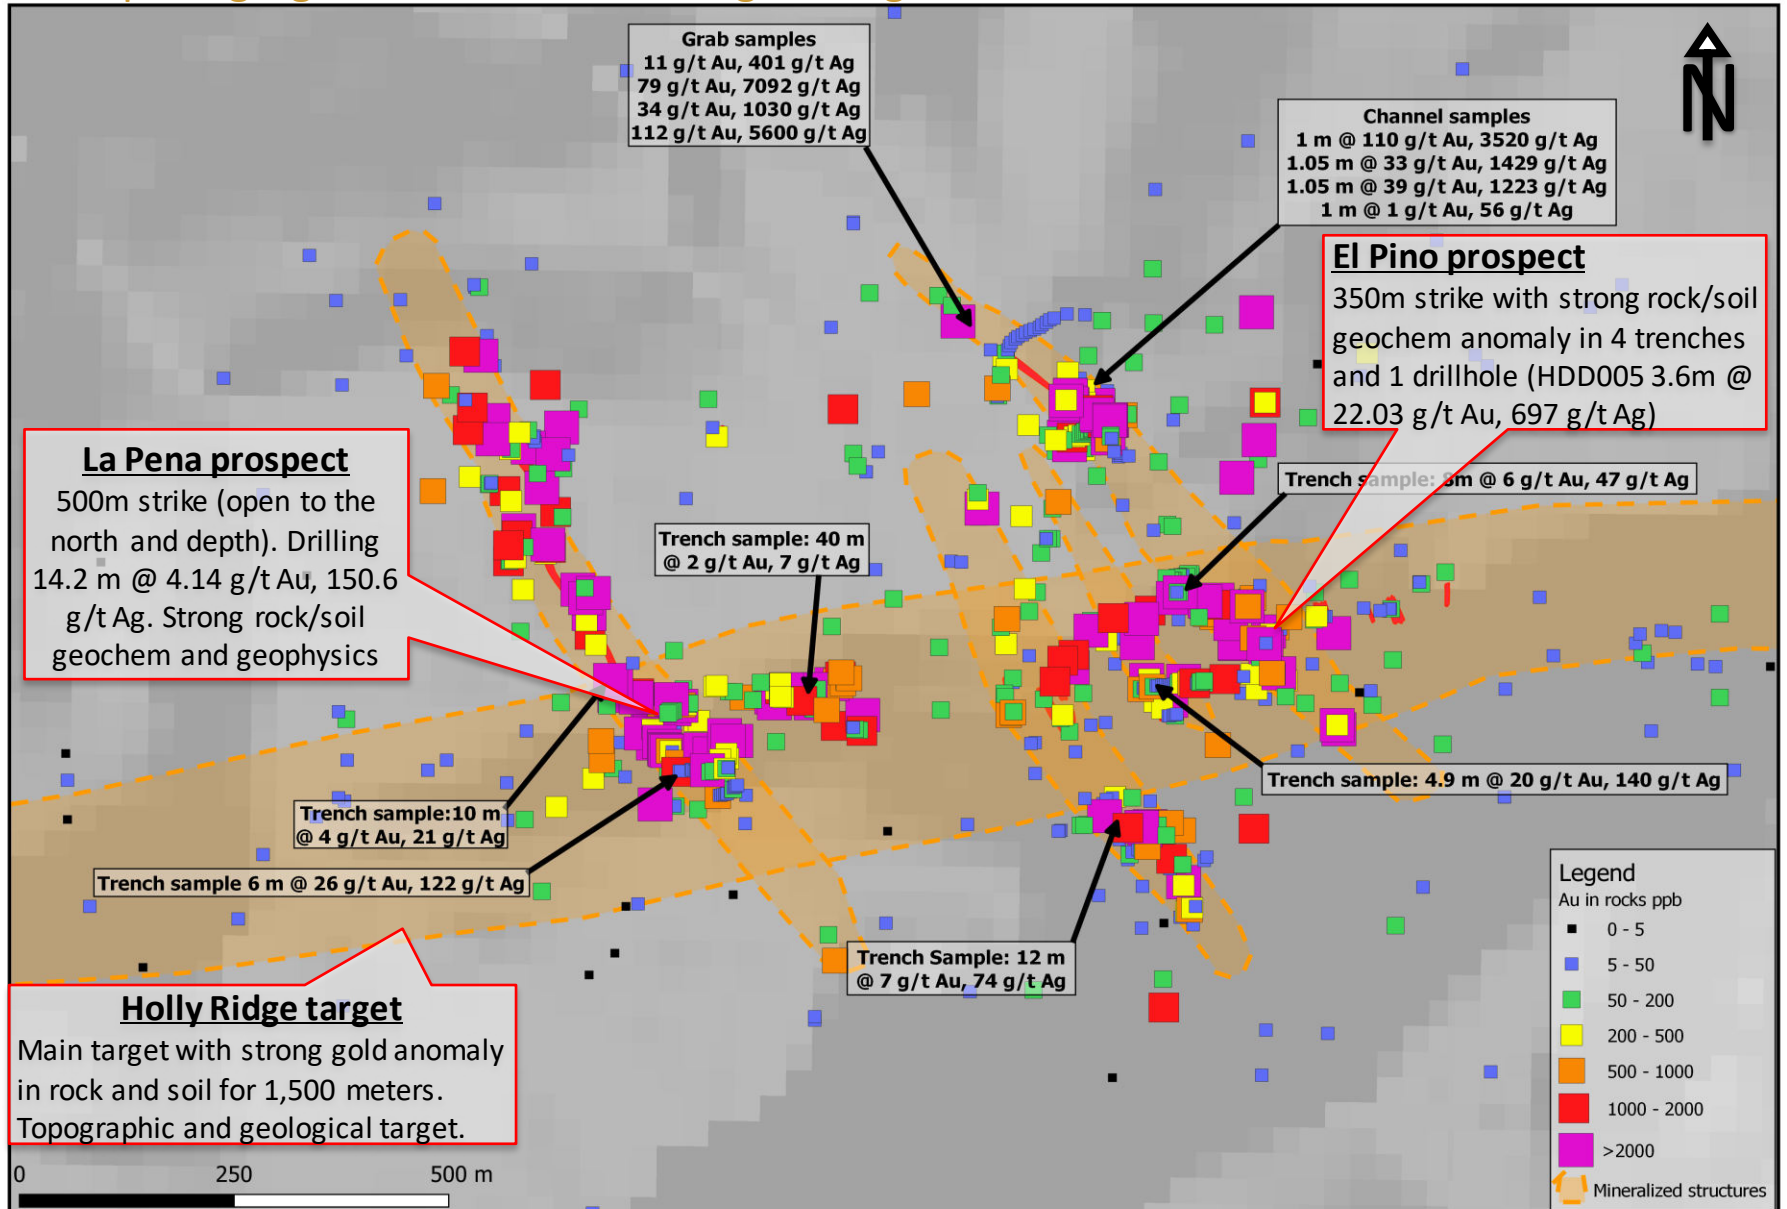 Grab samples
11 g/t Au, 401 g/t Ag
79 g/t Au, 7092 g/t Ag
34 g/t Au, 1030 g/t Ag
112 g/t Au, 5600 g/t Ag
N
Channel samples
1 m @ 110 g/t Au, 3520 g/t Ag
1.05 m @ 33 g/t Au, 1429 g/t Ag
1.05 m @ 39 g/t Au, 1223 g/t Ag
1 m @ 1 g/t Au, 56 g/t Ag
El Pino prospect
350m strike with strong rock/soil
geochem anomaly in 4 trenches
and 1 drillhole (HDD005 3.6m @
22.03 g/t Au, 697 g/t Ag)
La Pena prospect
500m strike (open to the
north and depth). Drilling
14.2 m @ 4.14 g/t Au, 150.6
g/t Ag. Strong rock/soil
geochem and geophysics
Trench sample: 8m @ 6 g/t Au, 47 g/t Ag
Trench sample: 40 m
@ 2 g/t Au, 7 g/t Ag
Trench sample: 4.9 m @ 20 g/t Au, 140 g/t Ag
Trench sample:10 m
@ 4 g/t Au, 21 g/t Ag
Trench sample 6 m @ 26 g/t Au, 122 g/t Ag
Trench Sample: 12 m
@ 7 g/t Au, 74 g/t Ag
Holly Ridge target
Main target with strong gold anomaly
in rock and soil for 1,500 meters.
Topographic and geological target.
0 250 500 m
Legend
Au in rocks ppb
0 - 5
5 - 50
50 - 200
200 - 500
500 - 1000
1000 - 2000
>2000
Mineralized structures